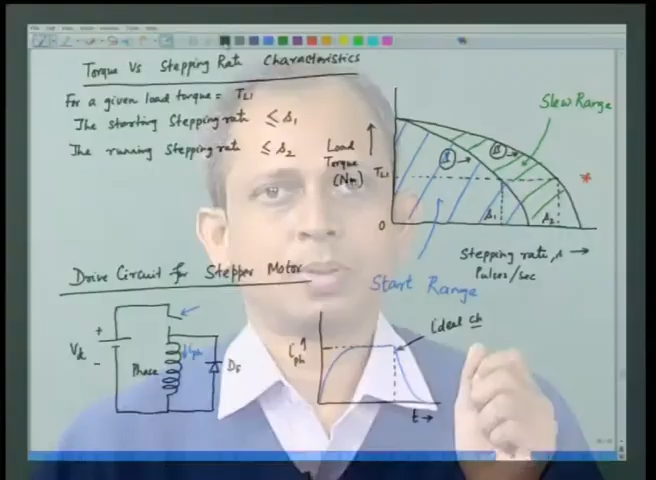 Torque Vs Stepping Rate Characteristics
For a given load torque = TL1
The starting Stepping rate ≤ s1
The running Stepping rate ≤ s2
Load
Torque
(Nm)
TL1
0
s1
s2
Slew Range
Stepping rate, s →
Pulses/sec
Start Range
Drive Circuit for Stepper Motor
+
Vdc
-
Phase
iph
DF
iph
Ideal ch
t →